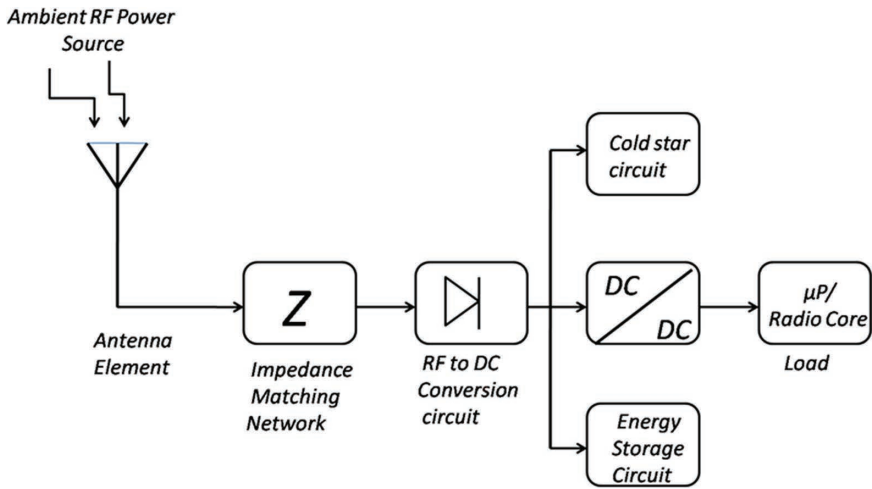 Ambient RF Power
Source
Cold star
circuit
Z
DC
DC
µP/
Radio Core
Antenna
Element
Impedance
Matching
Network
RF to DC
Conversion
circuit
Load
Energy
Storage
Circuit